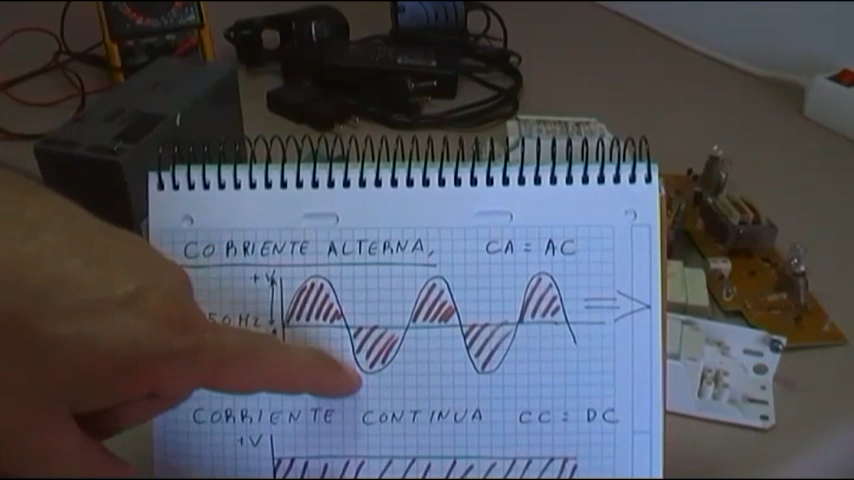 CORRIENTE ALTERNA, CA = AC
+V
50 Hz
CORRIENTE CONTINUA CC = DC
+V